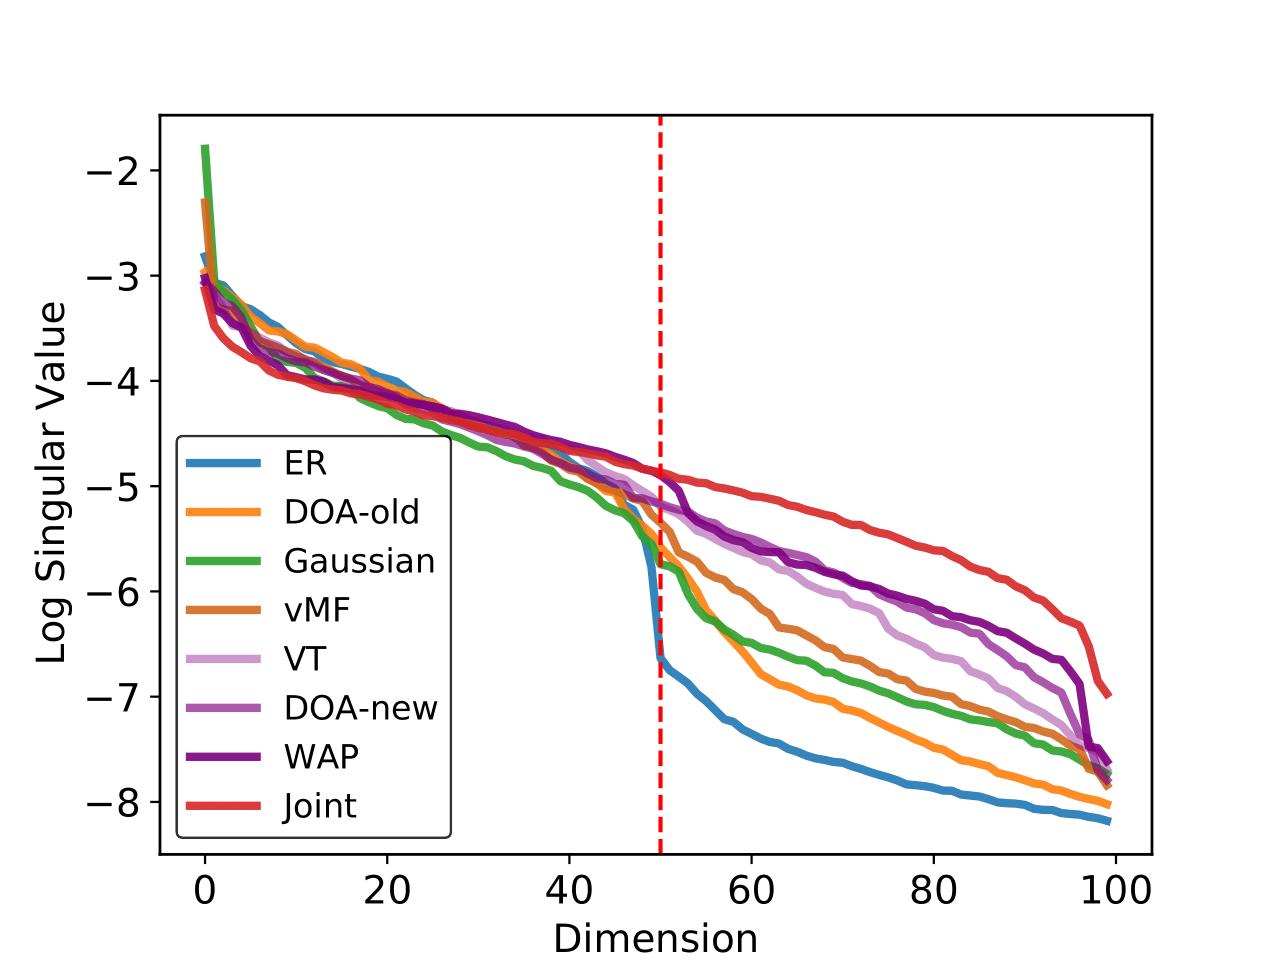 −2
−3
−4
−5
−6
−7
−8
Log Singular Value
ER
DOA-old
Gaussian
vMF
VT
DOA-new
WAP
Joint
0 20 40 60 80 100
Dimension